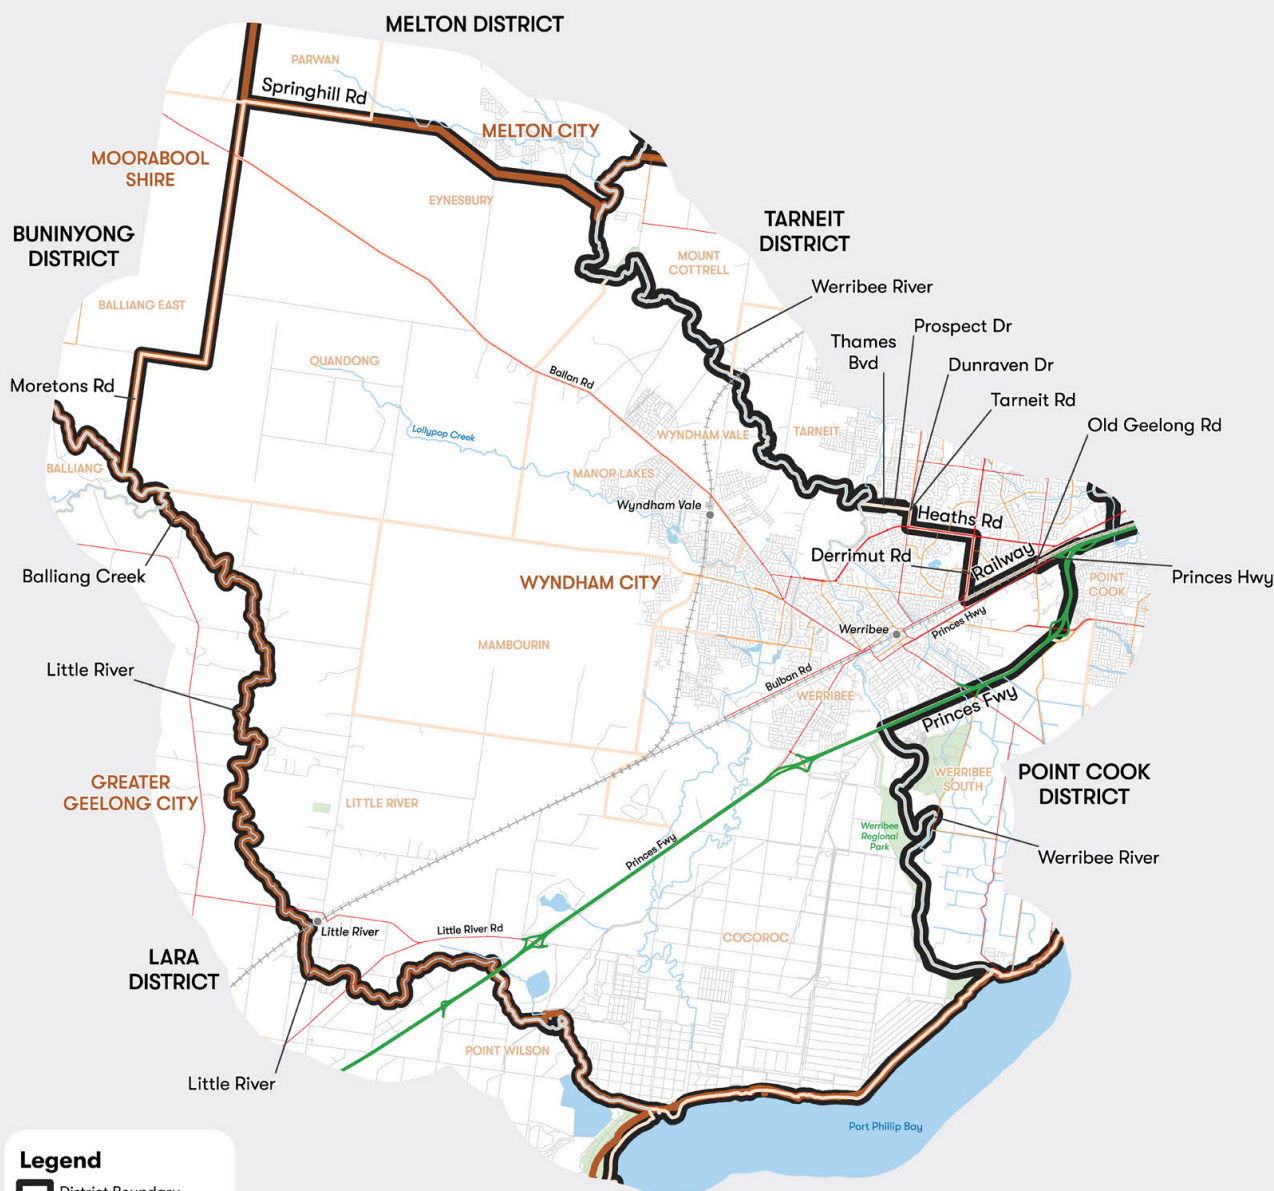 MELTON DISTRICT
PARWAN
Springhill Rd
MELTON CITY
MOORABOOL
SHIRE
EYNESBURY
BUNINYONG
DISTRICT
TARNEIT
DISTRICT
MOUNT
COTTRELL
Werribee River
BALLIANG EAST
Prospect Dr
Thames
Bvd
QUANDONG
Dunraven Dr
Ballan Rd
Moretons Rd
Tarneit Rd
Old Geelong Rd
Lollypop Creek
WYNDHAM VALE
TARNEIT
BALLIANG
MANOR LAKES
Wyndham Vale
Heaths Rd
Derrimut Rd
Railway
Balliang Creek
WYNDHAM CITY
POINT
COOK
Princes Hwy
Princes Hwy
Werribee
MAMBOURIN
Little River
Bulban Rd
WERRIBEE
Princes Fwy
GREATER
GEELONG CITY
LITTLE RIVER
WERRIBEE
SOUTH
POINT COOK
DISTRICT
Werribee
Regional
Park
Princes Fwy
Werribee River
Little River
Little River Rd
COCOROC
LARA
DISTRICT
POINT WILSON
Little River
Port Phillip Bay
Legend
District Boundary